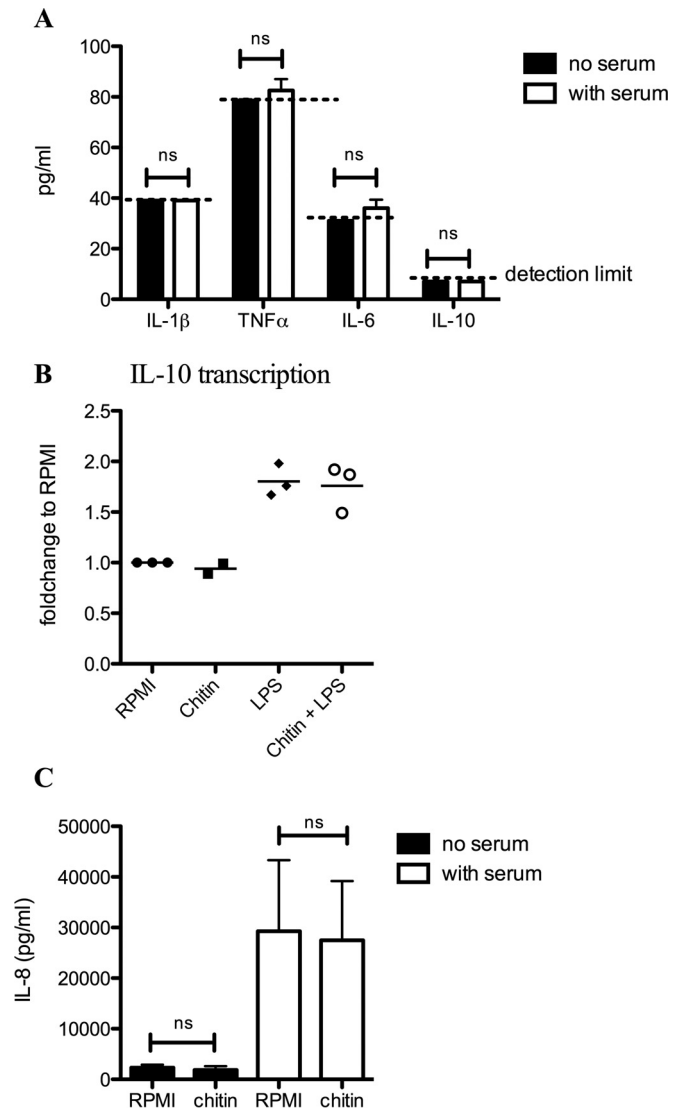 A
ns
no serum
with serum
100
80
60
40
20
0
pg/ml
ns
ns
ns
detection limit
IL-1β
TNFα
IL-6
IL-10
B
IL-10 transcription
2.5
2.0
1.5
1.0
0.5
0.0
foldchange to RPMI
RPMI
Chitin
LPS
Chitin + LPS
C
50000
40000
30000
20000
10000
0
IL-8 (pg/ml)
ns
ns
no serum
with serum
RPMI
chitin
RPMI
chitin